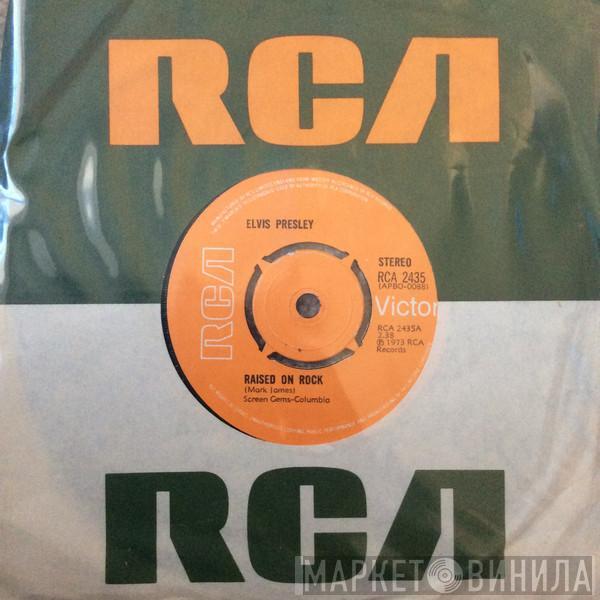 RCA
ELVIS PRESLEY
STEREO
RCA 2435
(APBO-0088)
Victor
RCA
RCA 2435A
2.38
℗ 1973 RCA
Records
RAISED ON ROCK
(Mark James)
Screen Gems-Columbia
RCA
МАРКЕТ ВИНИЛА